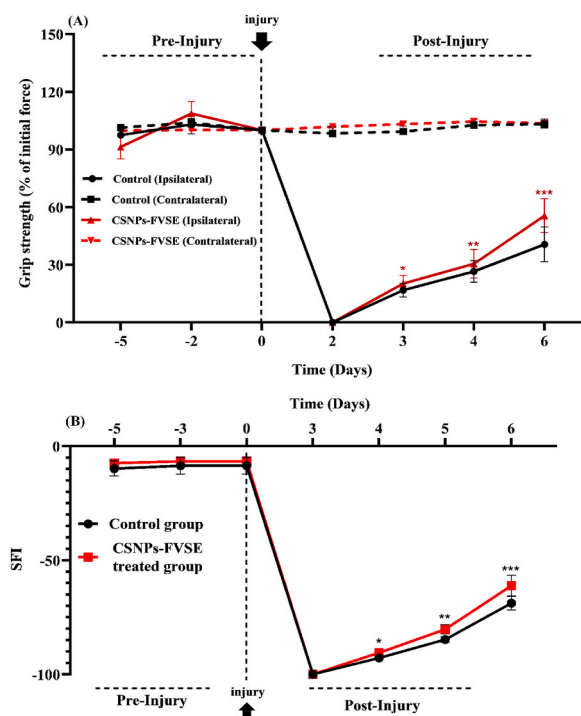 (A)
injury
Pre-Injury
Post-Injury
Grip strength (% of initial force)
150
120
90
60
30
0
Control (Ipsilateral)
Control (Contralateral)
CSNPs-FVSE (Ipsilateral)
CSNPs-FVSE (Contralateral)
*
**
***
-5
-2
0
2
3
4
6
Time (Days)
(B)
Time (Days)
-5
-3
0
3
4
5
6
SFI
0
-50
-100
Control group
CSNPs-FVSE
treated group
*
**
***
Pre-Injury
injury
Post-Injury